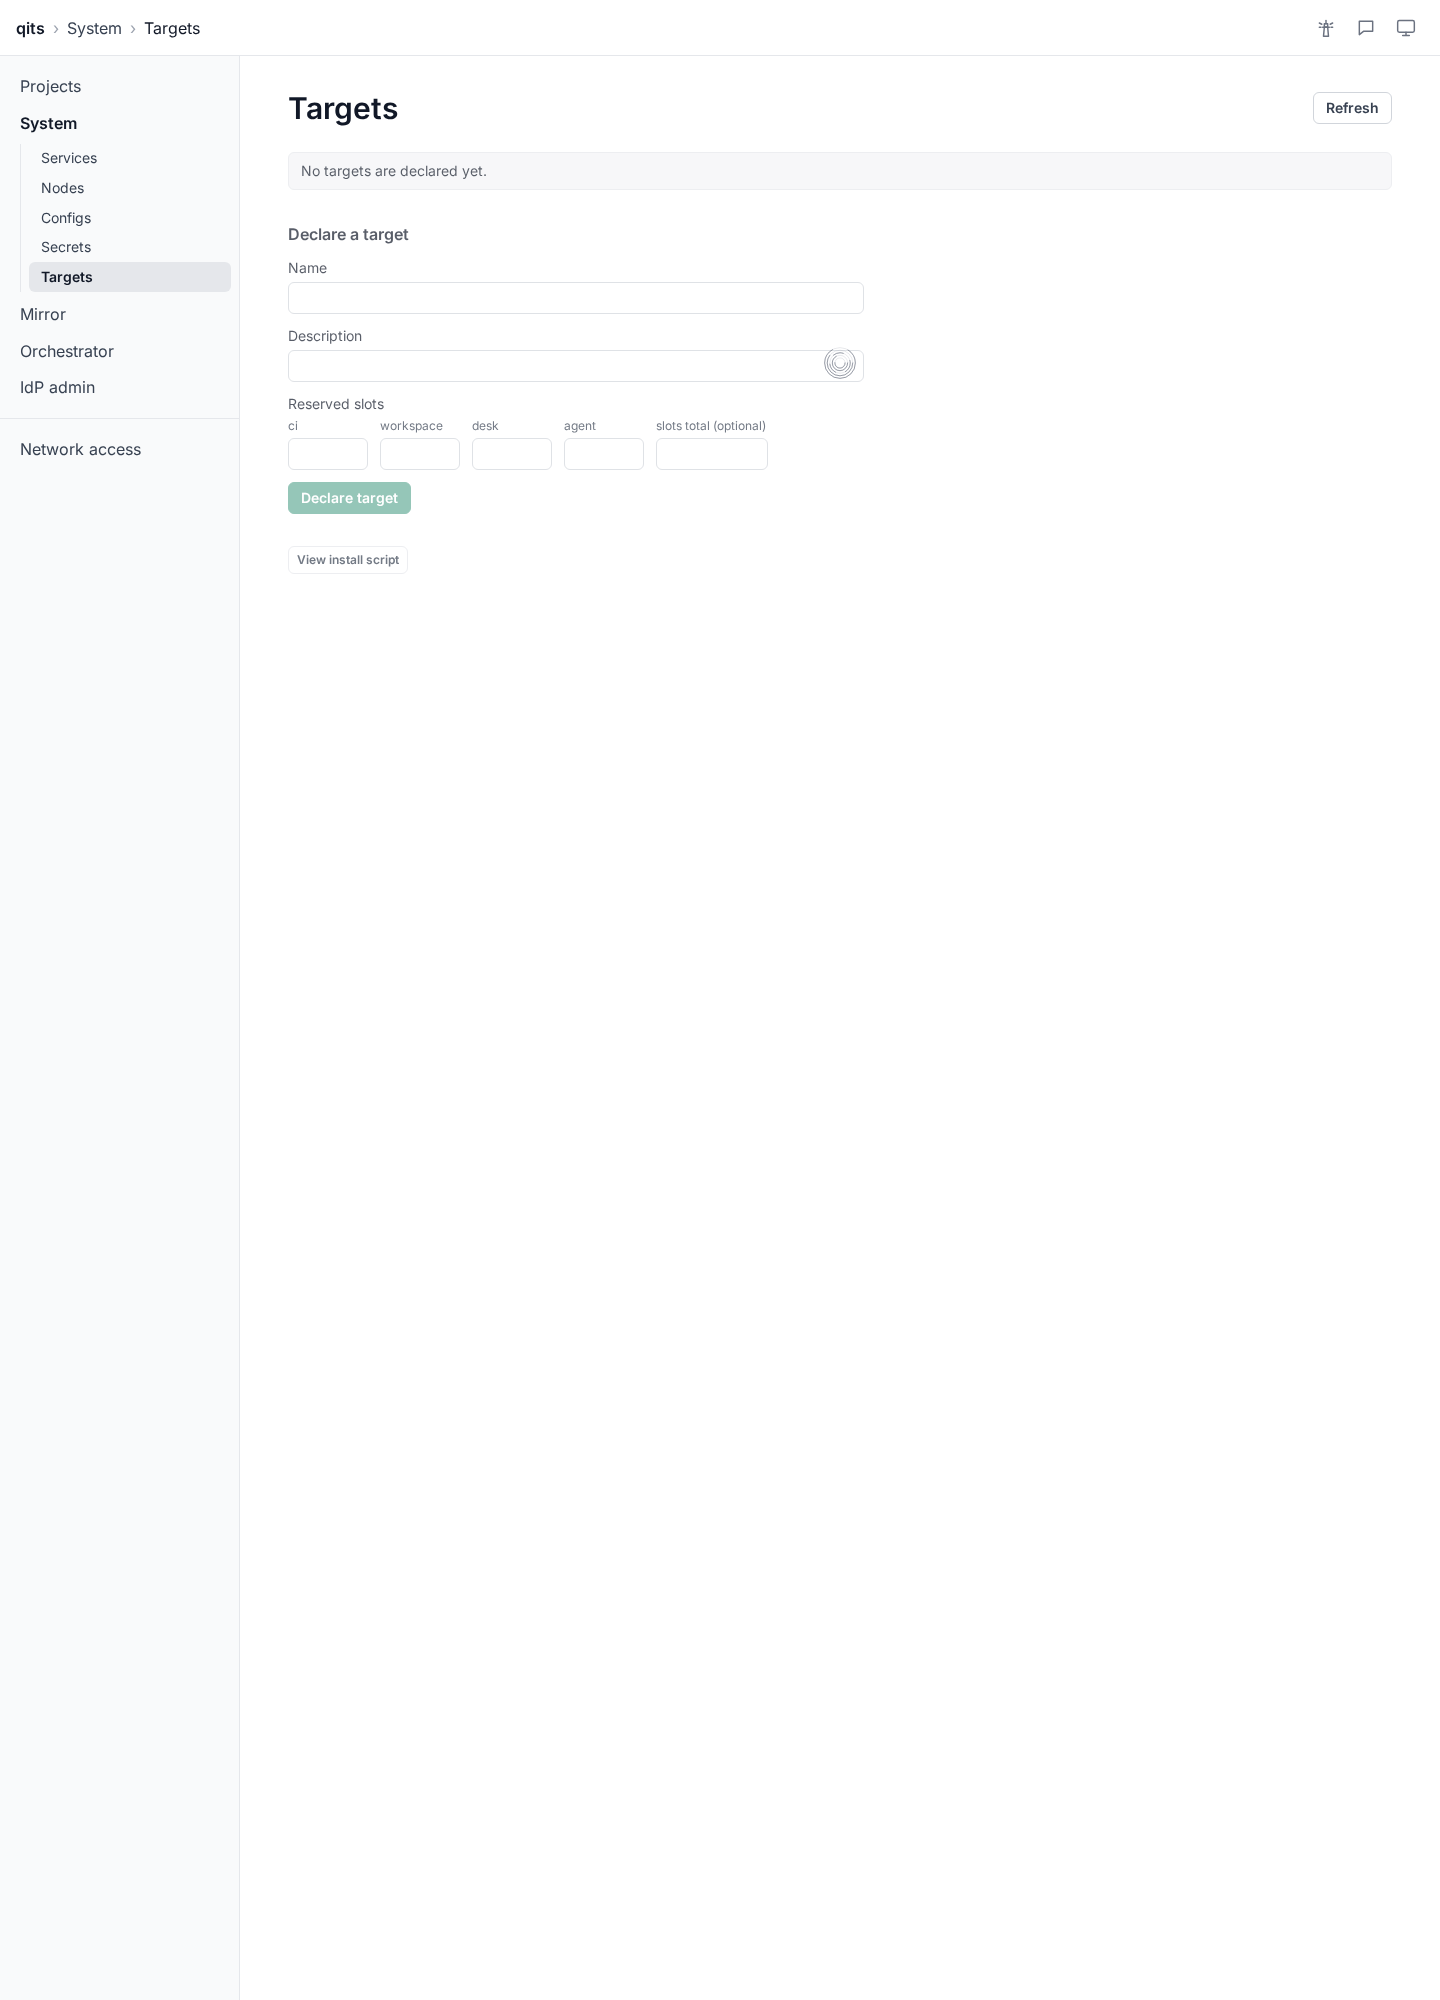 qits › System › Targets
Projects
System
Services
Nodes
Configs
Secrets
Targets
Mirror
Orchestrator
IdP admin
Network access
Targets
Refresh
No targets are declared yet.
Declare a target
Name
Description
Reserved slots
ci workspace desk agent slots total (optional)
Declare target
View install script